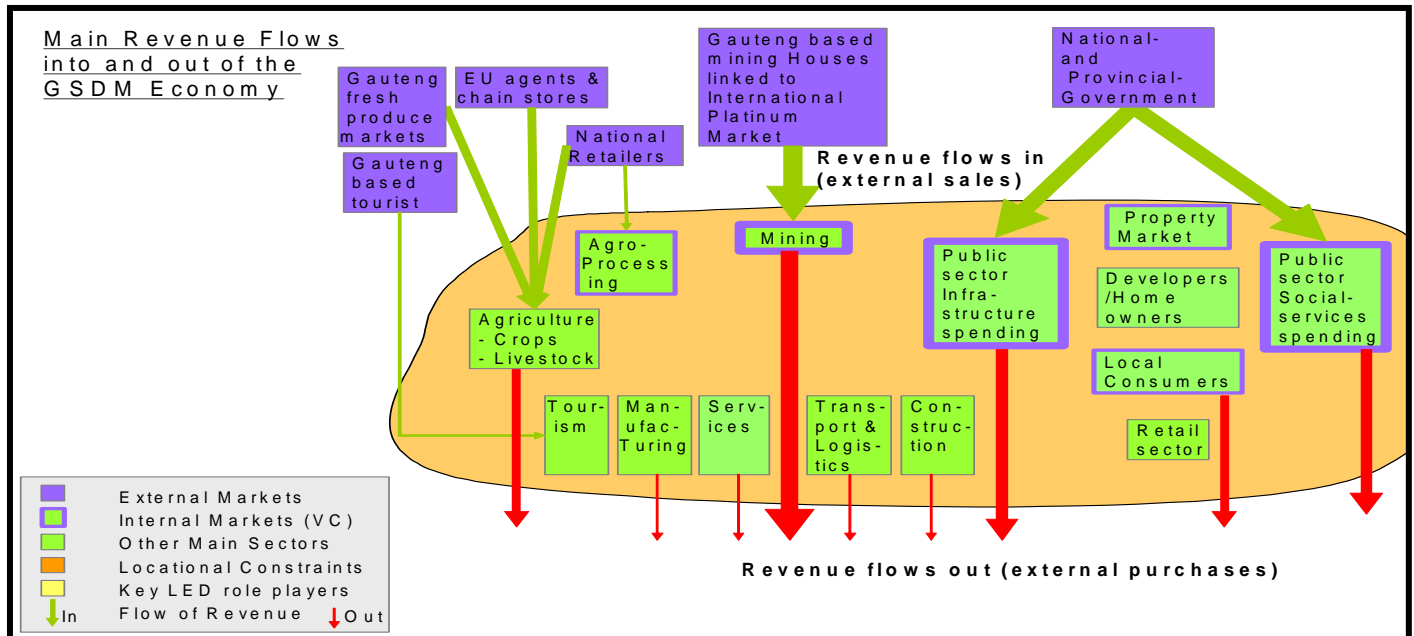 Main Revenue Flows
into and out of the
GSDM Economy
Gauteng
fresh
produce
markets
EU agents &
chain stores
National
Retailers
Gauteng
based
tourist
Gauteng based
mining Houses
linked to
International
Platinum
Market
National-
and
Provincial-
Government
Revenue flows in
(external sales)
Agro-
Process
ing
Mining
Public
sector
Infra-
structure
spending
Property
Market
Developers
/Home
owners
Public
sector
Social-
services
spending
Agriculture
- Crops
- Livestock
Local
Consumers
Tour-
ism
Man-
ufac-
Turing
Serv-
ices
Trans-
port &
Logis-
tics
Con-
struc-
tion
Retail
sector
External Markets
Internal Markets (VC)
Other Main Sectors
Locational Constraints
Key LED role players
In Flow of Revenue Out
Revenue flows out (external purchases)